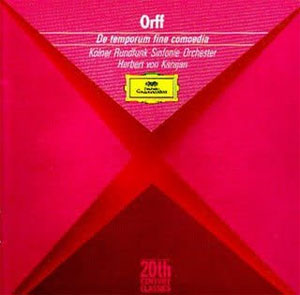 Orff
De temporum fine comoedia
Kölner Rundfunk-Sinfonie-Orchester
Herbert von Karajan
Deutsche
Grammophon
20th
CENTURY
CLASSICS